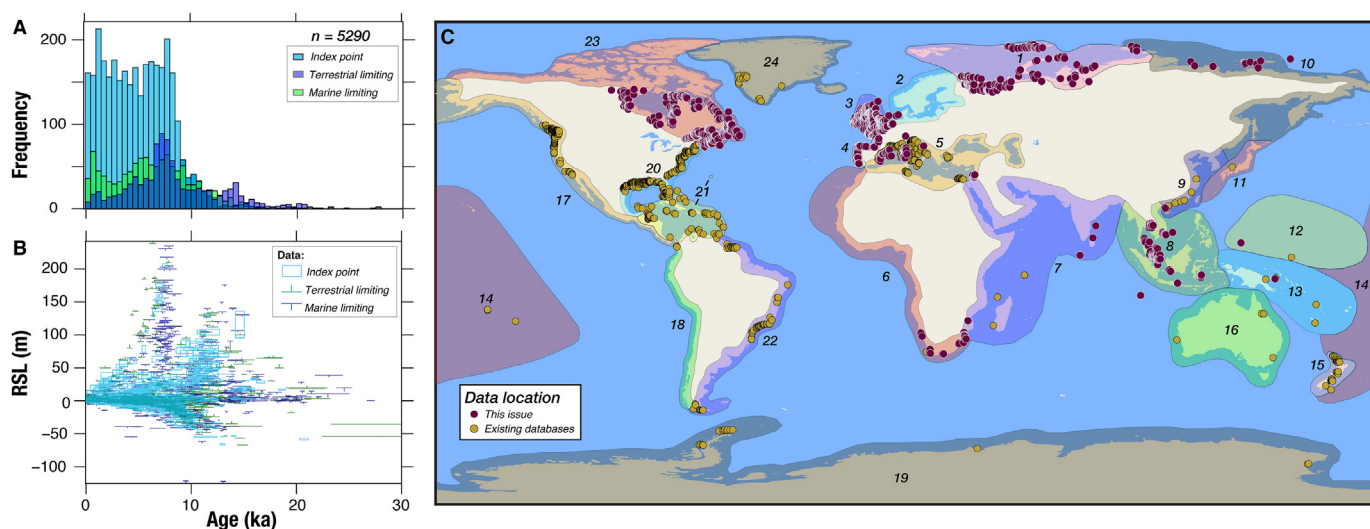 A
n = 5290
Index point
Terrestrial limiting
Marine limiting
Frequency
200
100
0
B
Data:
Index point
Terrestrial limiting
Marine limiting
RSL (m)
200
150
100
50
0
−50
−100
0
10
20
30
Age (ka)
C
23
24
1
2
3
10
4
5
20
21
9
11
17
12
8
7
6
14
13
14
18
16
22
15
Data location
This issue
Existing databases
19